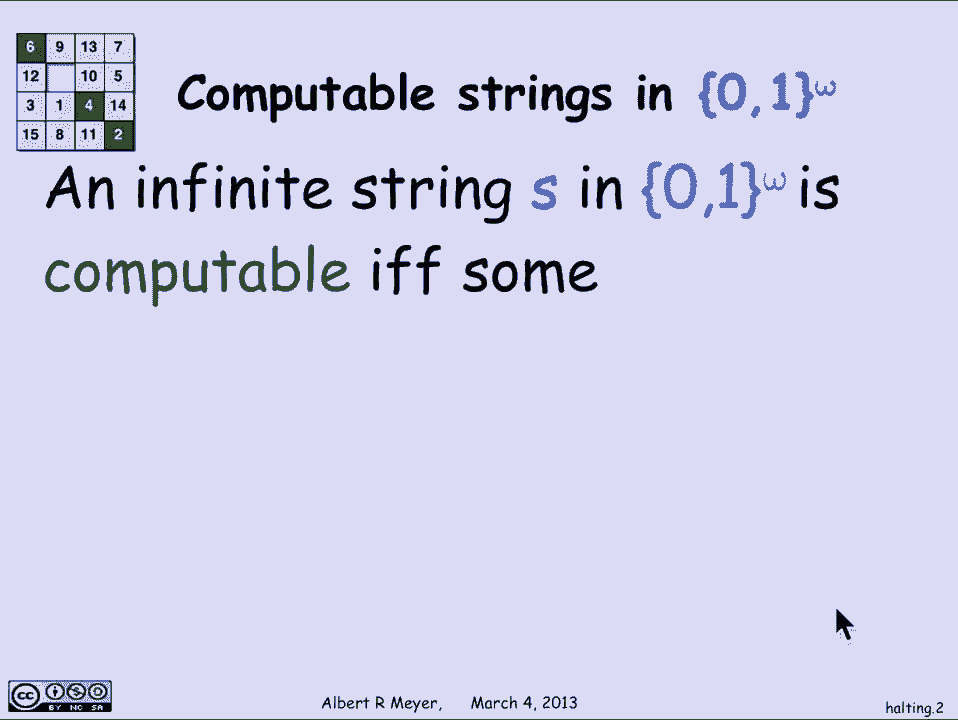 6 9 13 7
12 10 5
3 1 4 14
15 8 11 2
Computable strings in {0,1}ω
An infinite string s in {0,1}ω is
computable iff some
cc BY NC SA
Albert R Meyer, March 4, 2013
halting.2